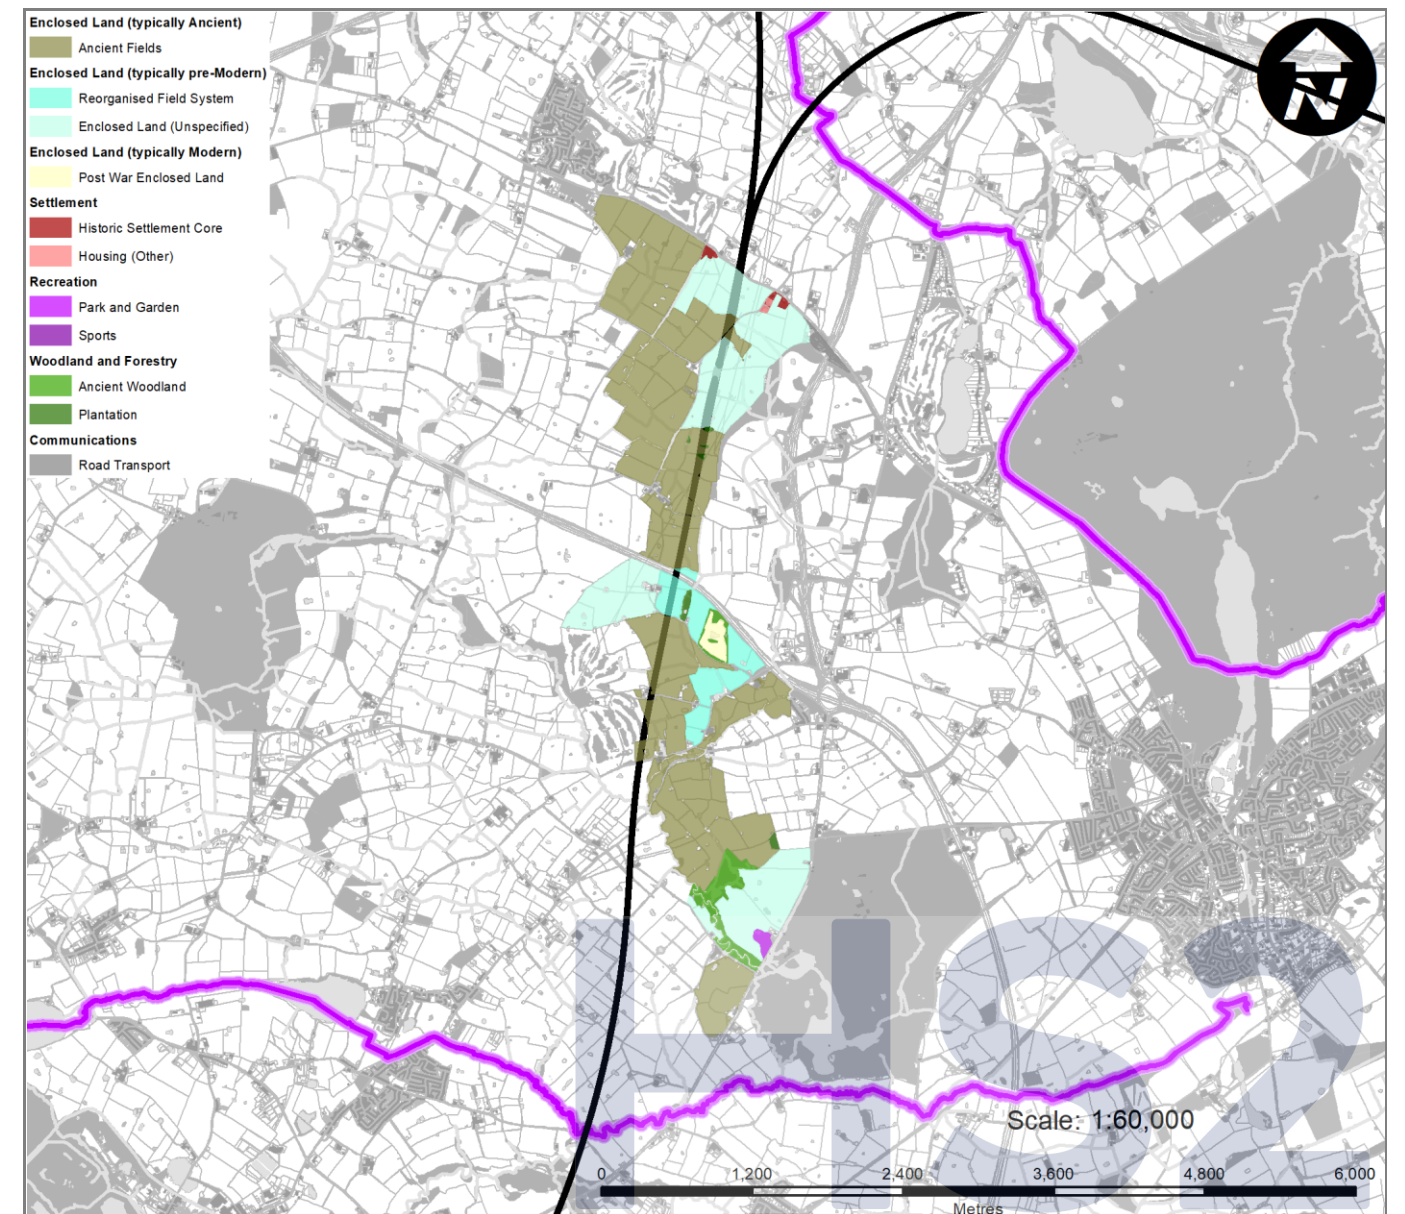 Enclosed Land (typically Ancient)
Ancient Fields
Enclosed Land (typically pre-Modern)
Reorganised Field System
Enclosed Land (Unspecified)
Enclosed Land (typically Modern)
Post War Enclosed Land
Settlement
Historic Settlement Core
Housing (Other)
Recreation
Park and Garden
Sports
Woodland and Forestry
Ancient Woodland
Plantation
Communications
Road Transport
N
HS2
Scale: 1:60,000
0 1,200 2,400 3,600 4,800 6,000
Metres